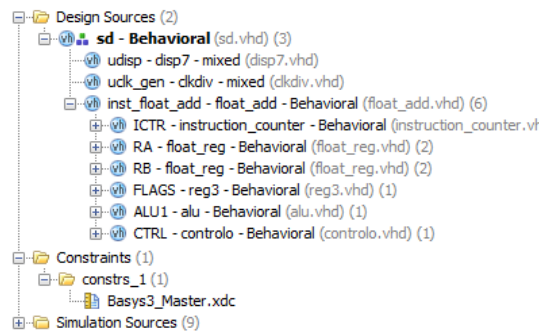 Design Sources (2)
sd - Behavioral (sd.vhd) (3)
udisp - disp7 - mixed (disp7.vhd)
uclk_gen - clkdiv - mixed (clkdiv.vhd)
inst_float_add - float_add - Behavioral (float_add.vhd) (6)
ICTR - instruction_counter - Behavioral (instruction_counter.vh
RA - float_reg - Behavioral (float_reg.vhd) (2)
RB - float_reg - Behavioral (float_reg.vhd) (2)
FLAGS - reg3 - Behavioral (reg3.vhd) (1)
ALU1 - alu - Behavioral (alu.vhd) (1)
CTRL - controlo - Behavioral (controlo.vhd) (1)
Constraints (1)
constrs_1 (1)
Basys3_Master.xdc
Simulation Sources (9)